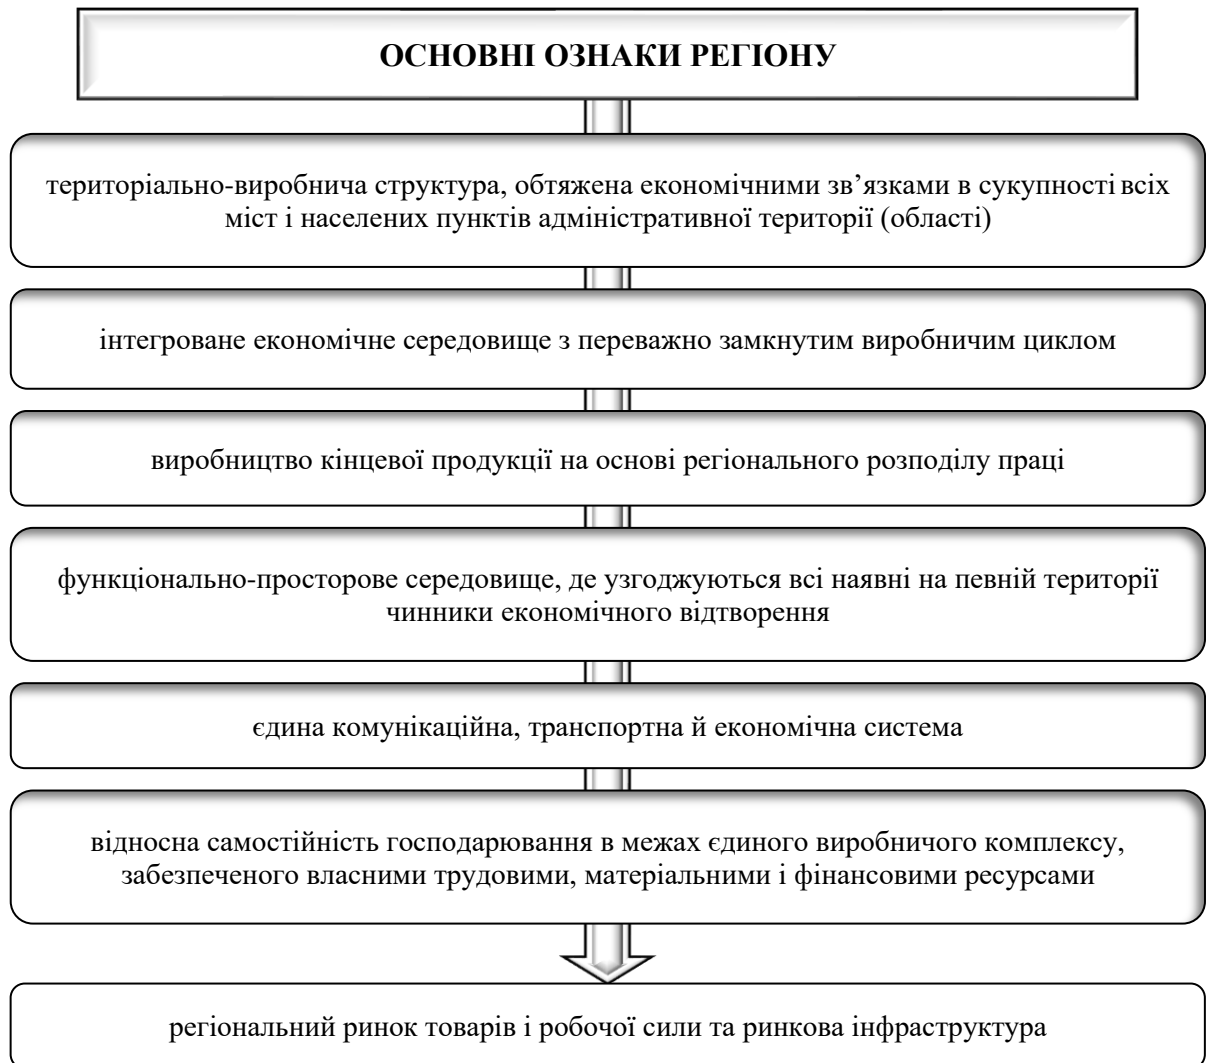 ОСНОВНІ ОЗНАКИ РЕГІОНУ
територіально-виробнича структура, обтяжена економічними зв’язками в сукупності всіх
міст і населених пунктів адміністративної території (області)
інтегроване економічне середовище з переважно замкнутим виробничим циклом
виробництво кінцевої продукції на основі регіонального розподілу праці
функціонально-просторове середовище, де узгоджуються всі наявні на певній території
чинники економічного відтворення
єдина комунікаційна, транспортна й економічна система
відносна самостійність господарювання в межах єдиного виробничого комплексу,
забезпеченого власними трудовими, матеріальними і фінансовими ресурсами
регіональний ринок товарів і робочої сили та ринкова інфраструктура